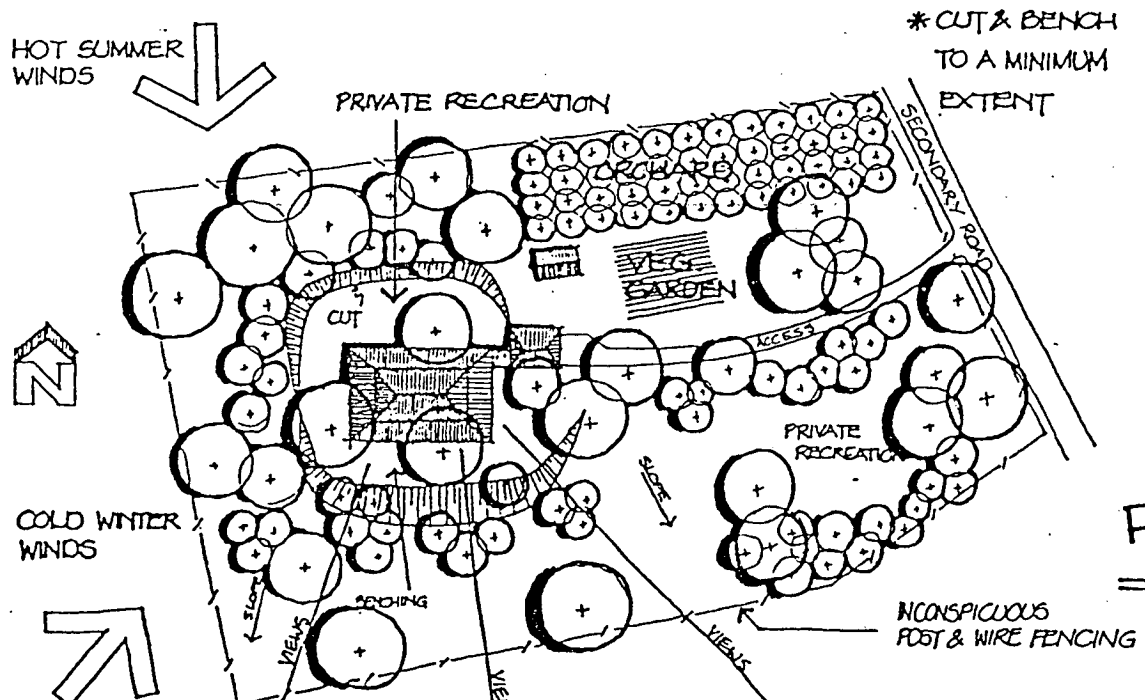 * CUT & BENCH
TO A MINIMUM
EXTENT
HOT SUMMER
WINDS
PRIVATE RECREATION
SECONDARY ROAD
ORCHARD
VEG.
GARDEN
CUT
ACCESS
N
PRIVATE
RECREATION
SLOPE
COLD WINTER
WINDS
SLOPE
BENCHING
VIEWS
VIEWS
INCONSPICUOUS
POST & WIRE FENCING